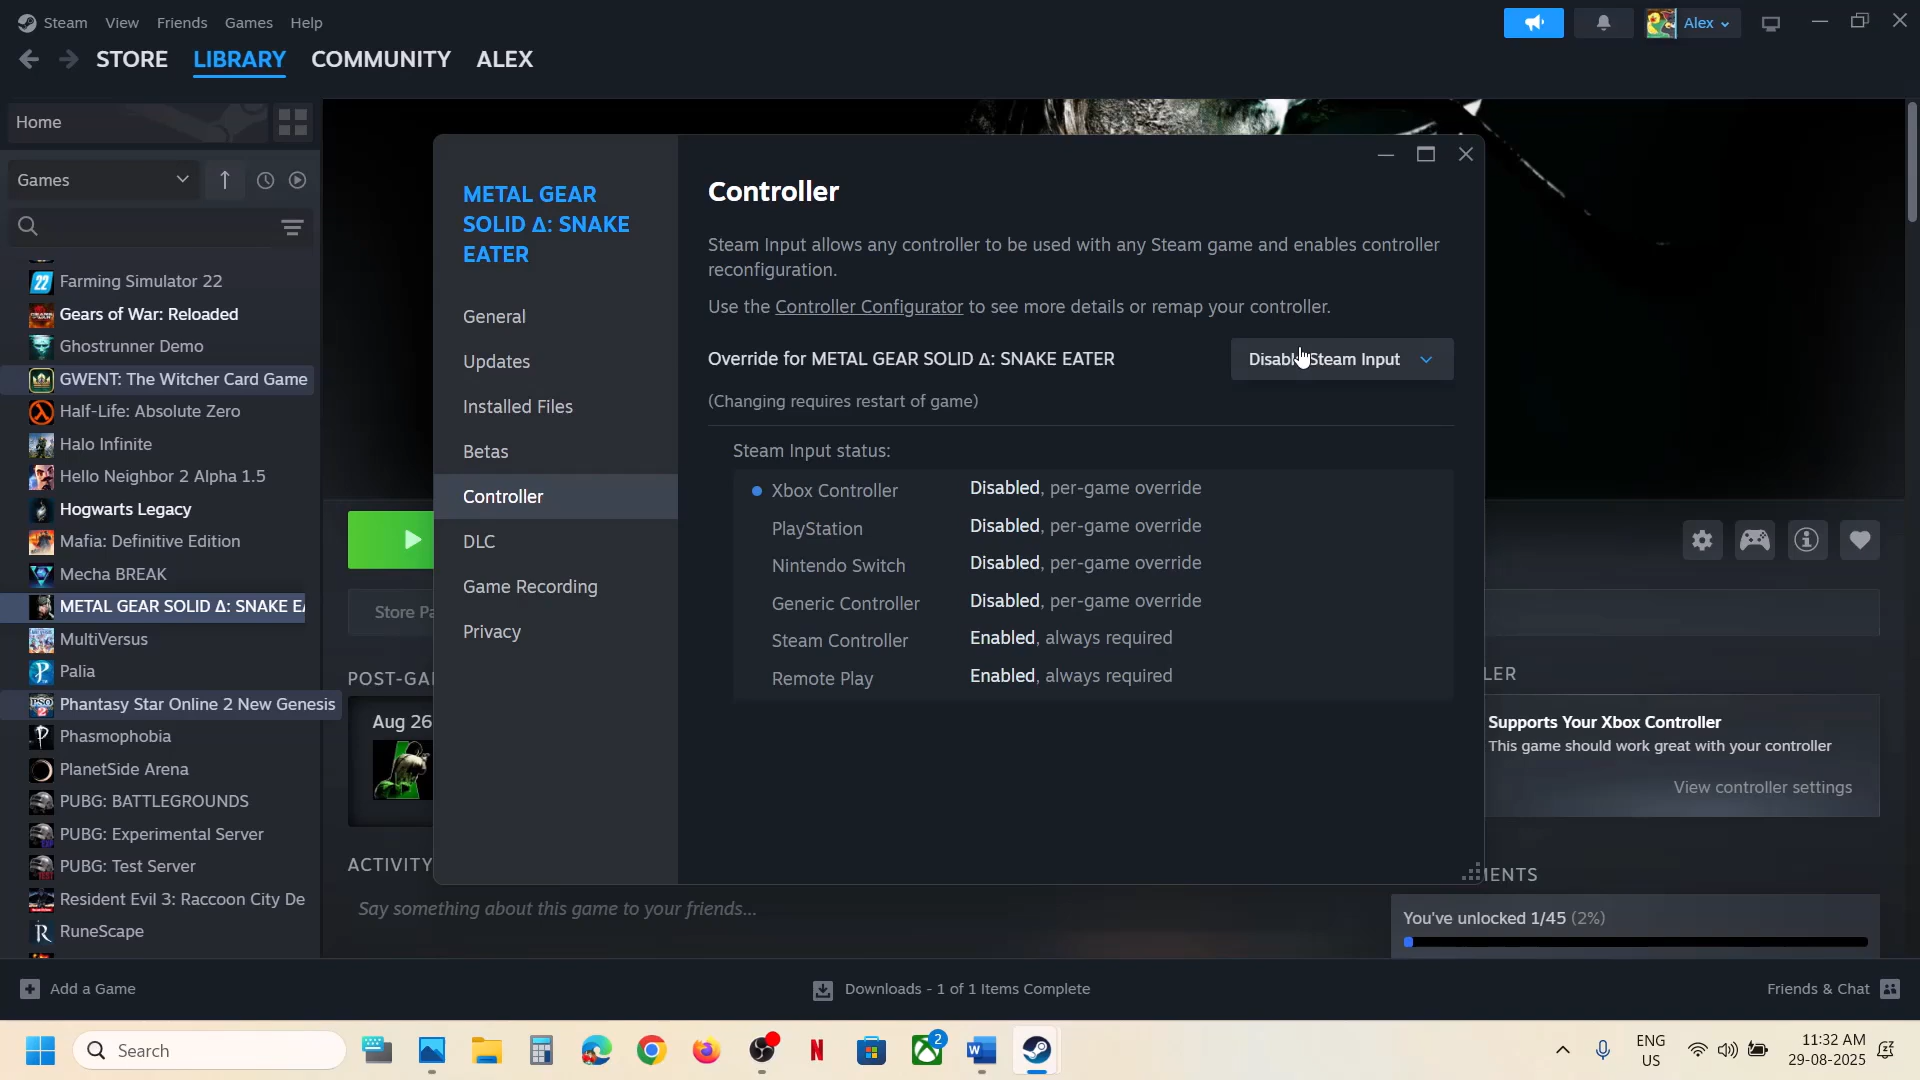 Steam View Friends Games Help
Alex
STORE LIBRARY COMMUNITY ALEX
Home
Games
Farming Simulator 22
Gears of War: Reloaded
Ghostrunner Demo
GWENT: The Witcher Card Game
Half-Life: Absolute Zero
Halo Infinite
Hello Neighbor 2 Alpha 1.5
Hogwarts Legacy
Mafia: Definitive Edition
Mecha BREAK
METAL GEAR SOLID Δ: SNAKE EA
MultiVersus
Palia
Phantasy Star Online 2 New Genesis
Phasmophobia
PlanetSide Arena
PUBG: BATTLEGROUNDS
PUBG: Experimental Server
PUBG: Test Server
Resident Evil 3: Raccoon City De
RuneScape
METAL GEAR
SOLID Δ: SNAKE
EATER
General
Updates
Installed Files
Betas
Controller
DLC
Game Recording
Privacy
Controller
Steam Input allows any controller to be used with any Steam game and enables controller
reconfiguration.
Use the Controller Configurator to see more details or remap your controller.
Override for METAL GEAR SOLID Δ: SNAKE EATER
Disable Steam Input
(Changing requires restart of game)
Steam Input status:
Xbox Controller Disabled, per-game override
PlayStation Disabled, per-game override
Nintendo Switch Disabled, per-game override
Generic Controller Disabled, per-game override
Steam Controller Enabled, always required
Remote Play Enabled, always required
Store Pa
POST-GA
Aug 26
ACTIVITY
Say something about this game to your friends...
LER
Supports Your Xbox Controller
This game should work great with your controller
View controller settings
MENTS
You've unlocked 1/45 (2%)
Add a Game
Downloads - 1 of 1 Items Complete
Friends & Chat
Search
2
ENG
US
11:32 AM
29-08-2025